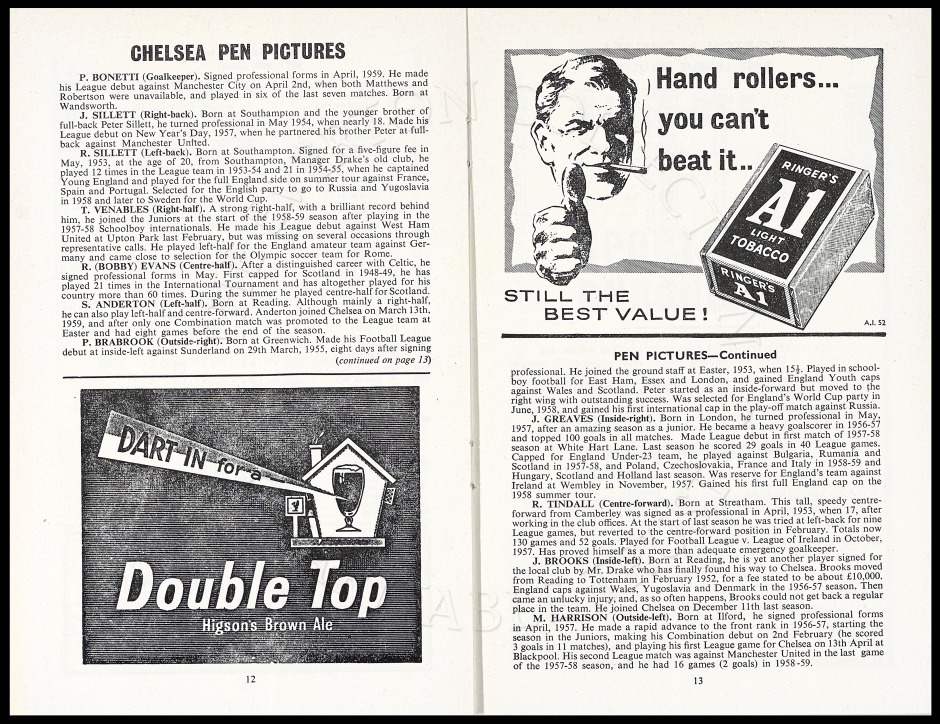 CHELSEA PEN PICTURES
P. BONETTI (Goalkeeper). Signed professional forms in April, 1959. He made
his League debut against Manchester City on April 2nd, when both Matthews and
Robertson were unavailable, and played in six of the last seven matches. Born at
Wandsworth.
J. SILLETT (Right-back). Born at Southampton and the younger brother of
full-back Peter Sillett, he turned professional in May 1954, when nearly 18. Made his
League debut on New Year's Day, 1957, when he partnered his brother Peter at full-
back against Manchester United.
R. SILLETT (Left-back). Born at Southampton. Signed for a five-figure fee in
May, 1953, at the age of 20, from Southampton, Manager Drake's old club, he
played 12 times in the League team in 1953-54 and 21 in 1954-55, when he captained
Young England and played for the full England side on summer tour against France,
Spain and Portugal. Selected for the English party to go to Russia and Yugoslavia
in 1958 and later to Sweden for the World Cup.
T. VENABLES (Right-half). A strong right-half, with a brilliant record behind
him, he joined the Juniors at the start of the 1958-59 season after playing in the
1957-58 Schoolboy internationals. He made his League debut against West Ham
United at Upton Park last February, but was missing on several occasions through
representative calls. He played left-half for the England amateur team against Ger-
many and came close to selection for the Olympic soccer team for Rome.
R. (BOBBY) EVANS (Centre-half). After a distinguished career with Celtic, he
signed professional forms in May. First capped for Scotland in 1948-49, he has
played 21 times in the International Tournament and has altogether played for his
country more than 60 times. During the summer he played centre-half for Scotland.
S. ANDERTON (Left-half). Born at Reading. Although mainly a right-half,
he can also play left-half and centre-forward. Anderton joined Chelsea on March 13th,
1959, and after only one Combination match was promoted to the League team at
Easter and had eight games before the end of the season.
P. BRABROOK (Outside-right). Born at Greenwich. Made his Football League
debut at inside-left against Sunderland on 29th March, 1955, eight days after signing
(continued on page 13)
DART IN for a
Double Top
Higson's Brown Ale
12
Hand rollers...
you can't
beat it..
RINGER'S
A1
LIGHT
TOBACCO
RINGER'S
A1
STILL THE
BEST VALUE!
A.I. 52
PEN PICTURES—Continued
professional. He joined the ground staff at Easter, 1953, when 15½. Played in school-
boy football for East Ham, Essex and London, and gained England Youth caps
against Wales and Scotland. Peter started as an inside-forward but moved to the
right wing with outstanding success. Was selected for England's World Cup party in
June, 1958, and gained his first international cap in the play-off match against Russia.
J. GREAVES (Inside-right). Born in London, he turned professional in May,
1957, after an amazing season as a junior. He became a heavy goalscorer in 1956-57
and topped 100 goals in all matches. Made League debut in first match of 1957-58
season at White Hart Lane. Last season he scored 29 goals in 40 League games.
Capped for England Under-23 team, he played against Bulgaria, Rumania and
Scotland in 1957-58, and Poland, Czechoslovakia, France and Italy in 1958-59 and
Hungary, Scotland and Holland last season. Was reserve for England's team against
Ireland at Wembley in November, 1957. Gained his first full England cap on the
1958 summer tour.
R. TINDALL (Centre-forward). Born at Streatham. This tall, speedy centre-
forward from Camberley was signed as a professional in April, 1953, when 17, after
working in the club offices. At the start of last season he was tried at left-back for nine
League games, but reverted to the centre-forward position in February. Totals now
130 games and 52 goals. Played for Football League v. League of Ireland in October,
1957. Has proved himself as a more than adequate emergency goalkeeper.
J. BROOKS (Inside-left). Born at Reading, he is yet another player signed for
the local club by Mr. Drake who has finally found his way to Chelsea. Brooks moved
from Reading to Tottenham in February 1952, for a fee stated to be about £10,000.
England caps against Wales, Yugoslavia and Denmark in the 1956-57 season. Then
came an unlucky injury, and, as so often happens, Brooks could not get back a regular
place in the team. He joined Chelsea on December 11th last season.
M. HARRISON (Outside-left). Born at Ilford, he signed professional forms
in April, 1957. He made a rapid advance to the front rank in 1956-57, starting the
season in the Juniors, making his Combination debut on 2nd February (he scored
3 goals in 11 matches), and playing his first League game for Chelsea on 13th April at
Blackpool. His second League match was against Manchester United in the last game
of the 1957-58 season, and he had 16 games (2 goals) in 1958-59.
13